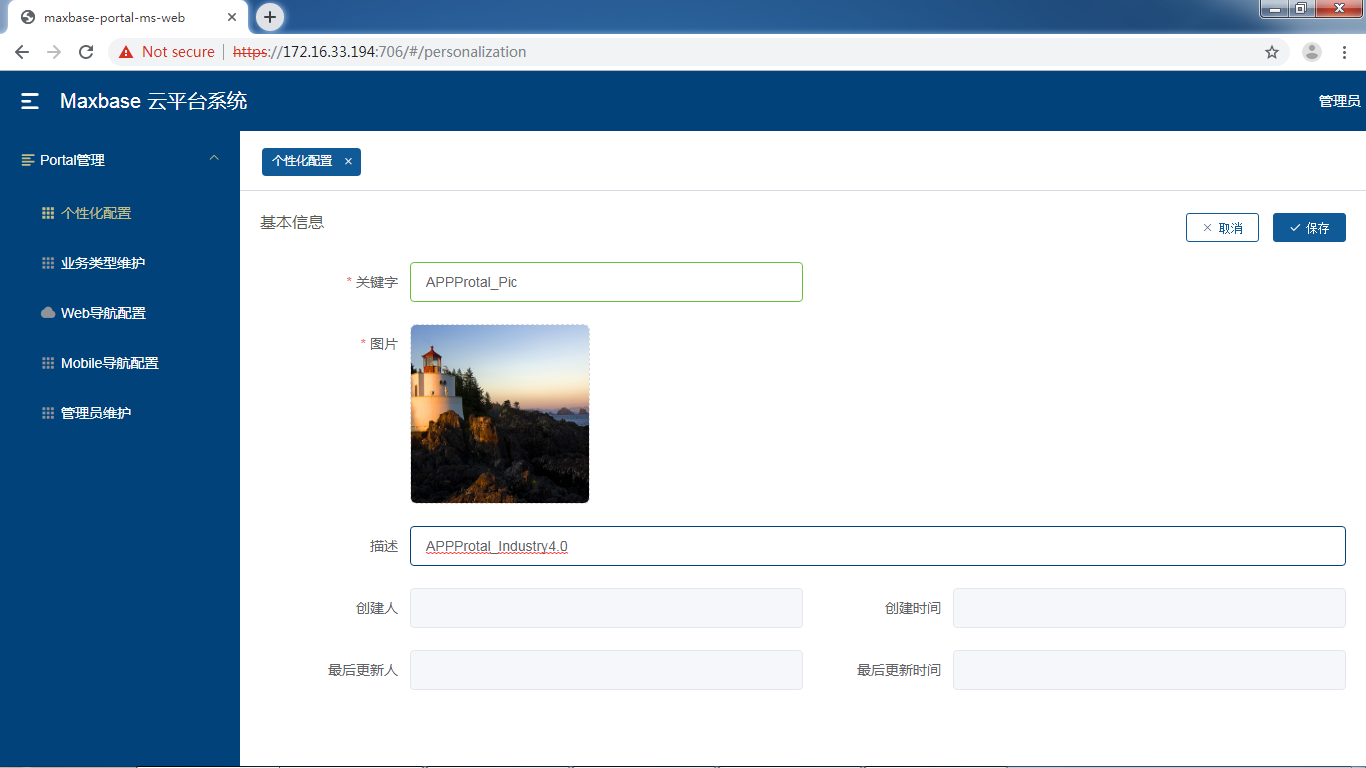 maxbase-portal-ms-web
Not secure | https://172.16.33.194:706/#/personalization
Maxbase 云平台系统
管理员
Portal管理
个性化配置
业务类型维护
Web导航配置
Mobile导航配置
管理员维护
个性化配置
基本信息
取消
保存
* 关键字 APPProtal_Pic
* 图片
描述 APPProtal_Industry4.0
创建人
创建时间
最后更新人
最后更新时间